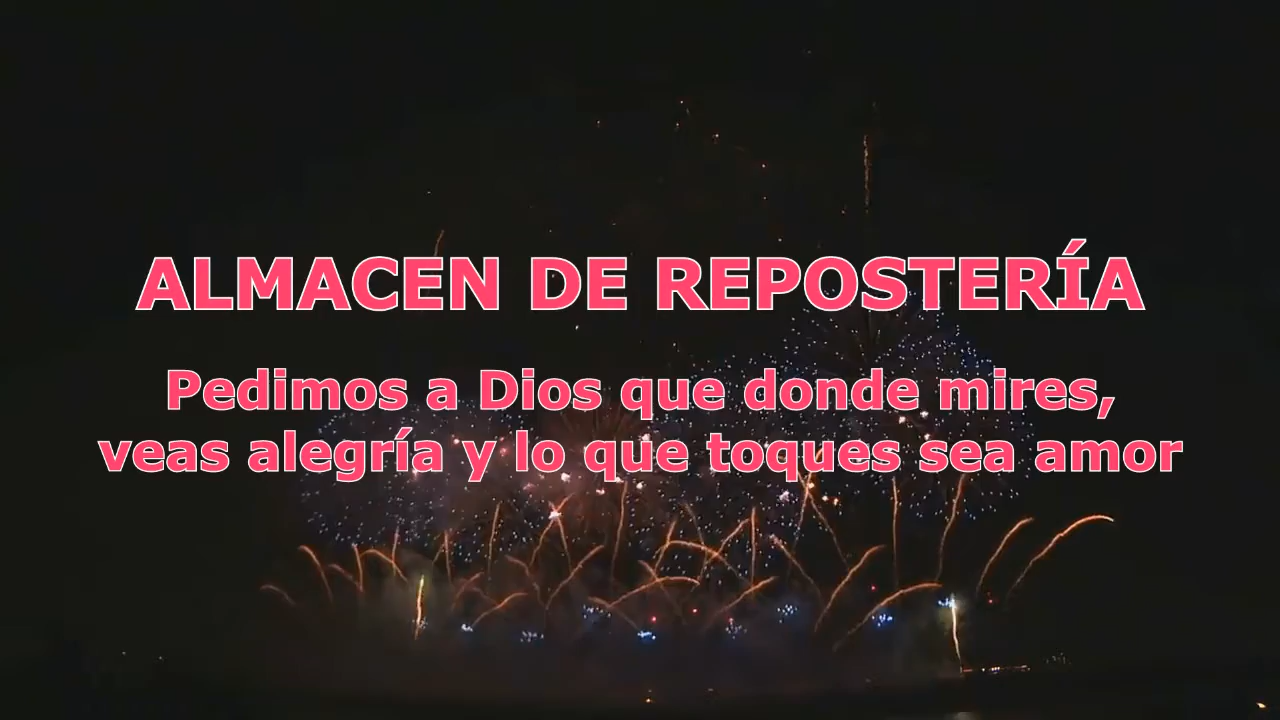 ALMACEN DE REPOSTERÍA
Pedimos a Dios que donde mires,
veas alegría y lo que toques sea amor